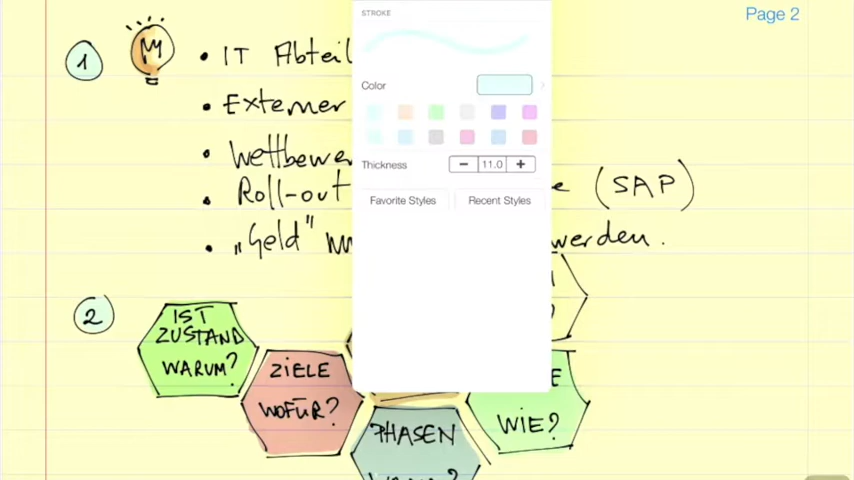 STROKE
Page 2
1
• IT Abteil
Color
• Externer
• Wettbewe
Thickness
− 11.0 +
• Roll-out
e (SAP)
Favorite Styles
Recent Styles
• „Geld"
werden.
2
IST
ZUSTAND
WARUM?
ZIELE
WOFÜR?
E
WIE?
PHASEN